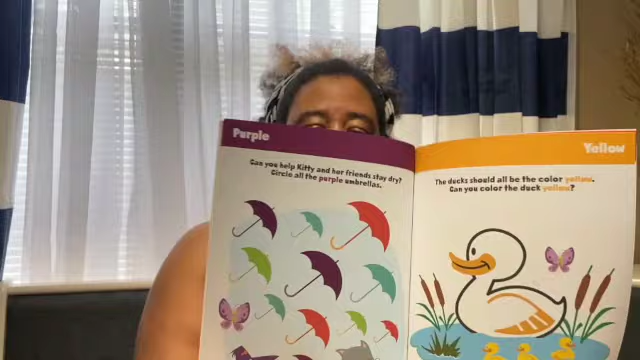 Purple
Can you help Kitty and her friends stay dry?
Circle all the purple umbrellas.
Yellow
The ducks should all be the color yellow.
Can you color the duck yellow?